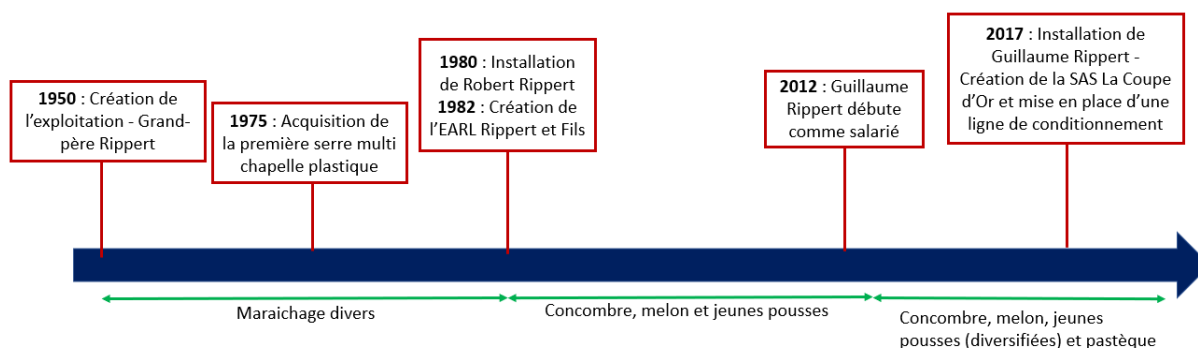 1950 : Création de
l'exploitation - Grand-
père Rippert
1975 : Acquisition de
la première serre multi
chapelle plastique
1980 : Installation
de Robert Rippert
1982 : Création de
l'EARL Rippert et Fils
2012 : Guillaume
Rippert débute
comme salarié
2017 : Installation de
Guillaume Rippert -
Création de la SAS La Coupe
d'Or et mise en place d'une
ligne de conditionnement
Maraichage divers
Concombre, melon et jeunes pousses
Concombre, melon, jeunes
pousses (diversifiées) et pastèque